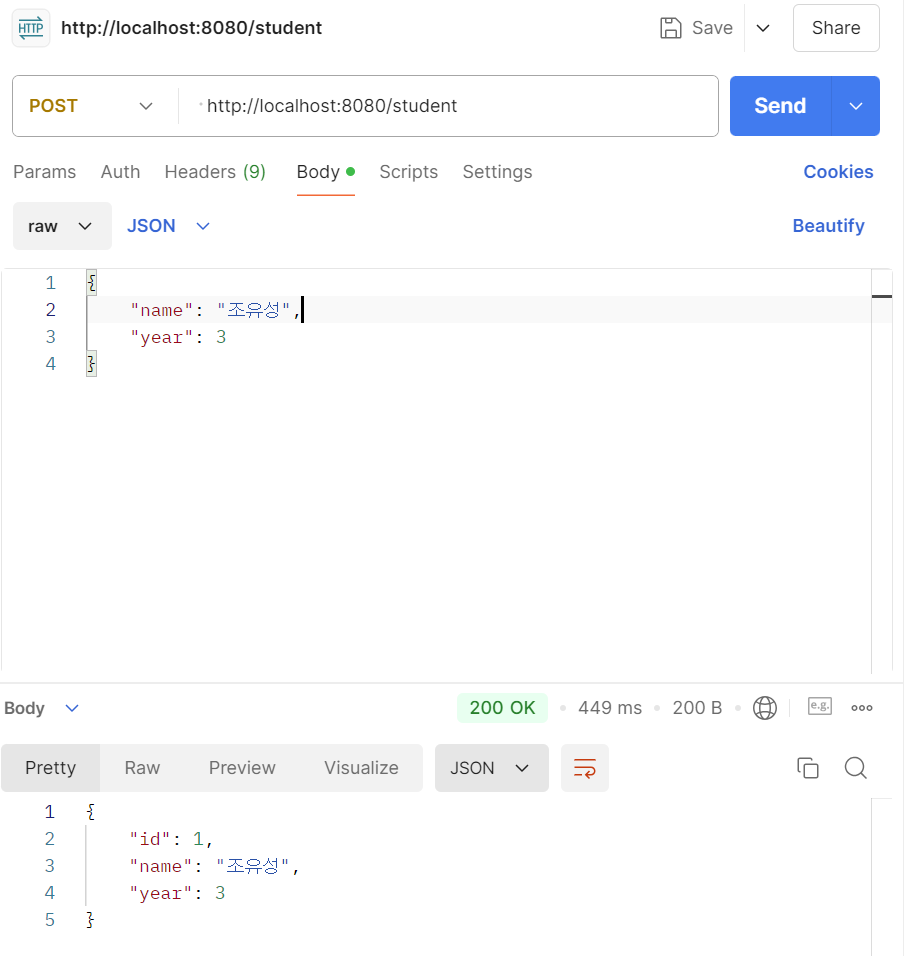 HTTP http://localhost:8080/student Save Share
POST http://localhost:8080/student Send
Params Auth Headers (9) Body Scripts Settings Cookies
raw JSON Beautify
1 {
2 "name": "조유성",
3 "year": 3
4 }
Body 200 OK 449 ms 200 B e.g.
Pretty Raw Preview Visualize JSON
1 {
2 "id": 1,
3 "name": "조유성",
4 "year": 3
5 }